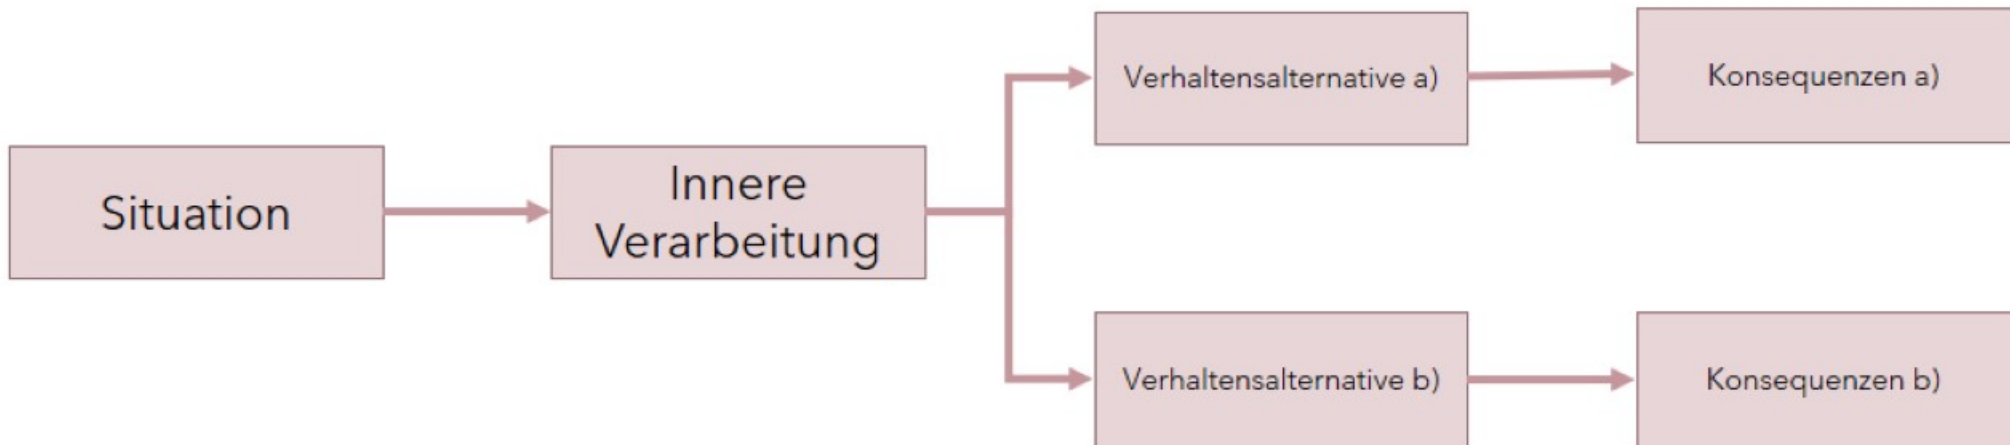 Situation
Innere
Verarbeitung
Verhaltensalternative a)
Konsequenzen a)
Verhaltensalternative b)
Konsequenzen b)